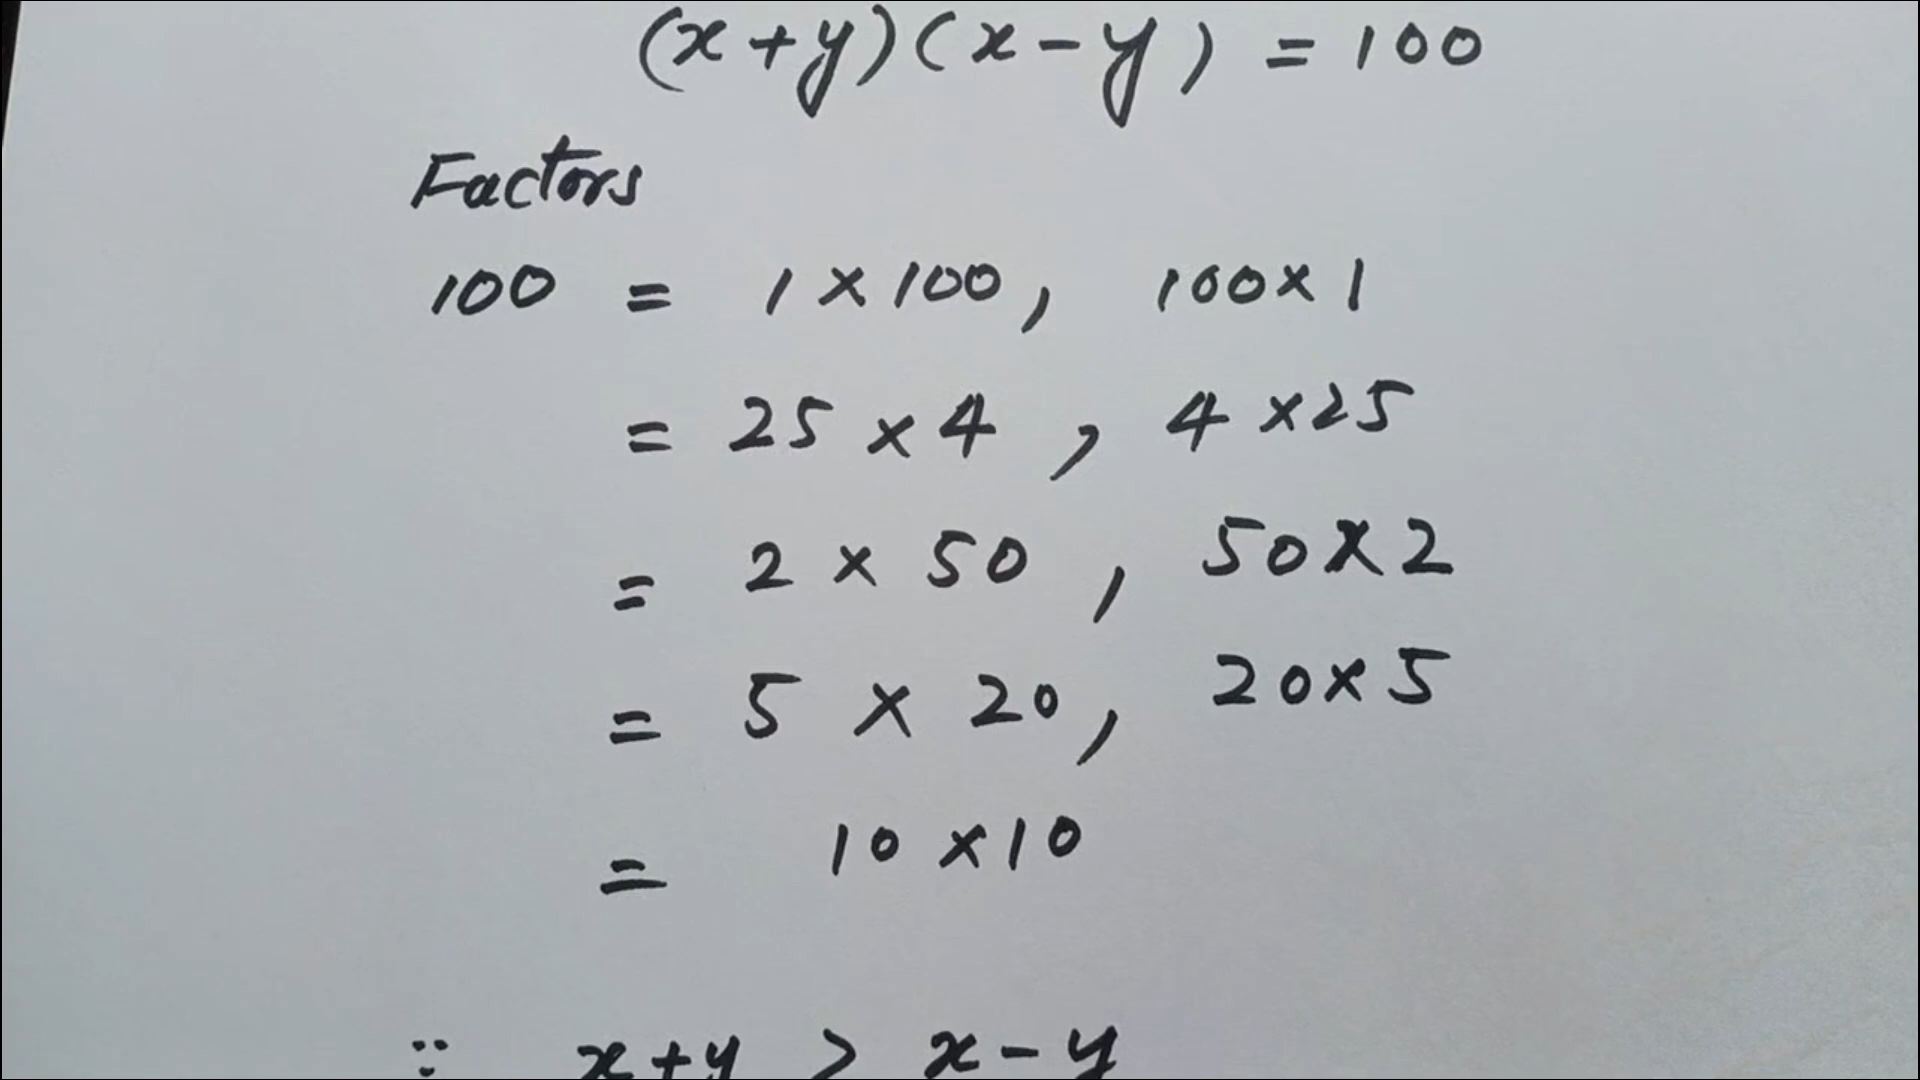 (x+y)(x-y) = 100
Factors
100 = 1 × 100, 100×1
= 25 × 4, 4 ×25
= 2 × 50, 50×2
= 5 × 20, 20×5
= 10 ×10
∵ x+y > x-y